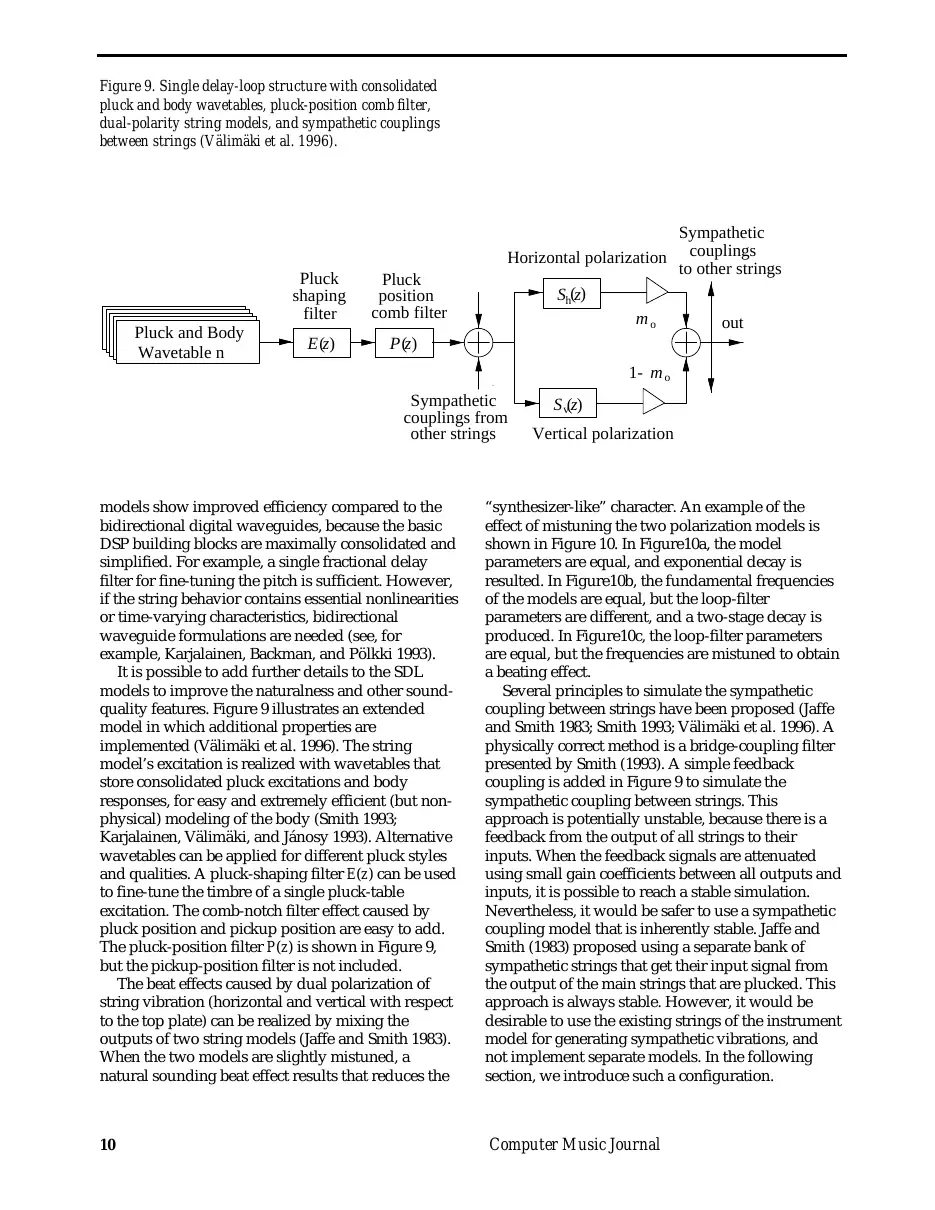 Figure 9. Single delay-loop structure with consolidated
pluck and body wavetables, pluck-position comb filter,
dual-polarity string models, and sympathetic couplings
between strings (Välimäki et al. 1996).
Sympathetic
couplings
to other strings
Horizontal polarization
Pluck
shaping
filter
Pluck
position
comb filter
Sh(z)
mo
out
Pluck and Body
Wavetable n
E(z)
P(z)
1- mo
Sympathetic
couplings from
other strings
Sv(z)
Vertical polarization
models show improved efficiency compared to the
bidirectional digital waveguides, because the basic
DSP building blocks are maximally consolidated and
simplified. For example, a single fractional delay
filter for fine-tuning the pitch is sufficient. However,
if the string behavior contains essential nonlinearities
or time-varying characteristics, bidirectional
waveguide formulations are needed (see, for
example, Karjalainen, Backman, and Pölkki 1993).
It is possible to add further details to the SDL
models to improve the naturalness and other sound-
quality features. Figure 9 illustrates an extended
model in which additional properties are
implemented (Välimäki et al. 1996). The string
model’s excitation is realized with wavetables that
store consolidated pluck excitations and body
responses, for easy and extremely efficient (but non-
physical) modeling of the body (Smith 1993;
Karjalainen, Välimäki, and Jánosy 1993). Alternative
wavetables can be applied for different pluck styles
and qualities. A pluck-shaping filter E(z) can be used
to fine-tune the timbre of a single pluck-table
excitation. The comb-notch filter effect caused by
pluck position and pickup position are easy to add.
The pluck-position filter P(z) is shown in Figure 9,
but the pickup-position filter is not included.
The beat effects caused by dual polarization of
string vibration (horizontal and vertical with respect
to the top plate) can be realized by mixing the
outputs of two string models (Jaffe and Smith 1983).
When the two models are slightly mistuned, a
natural sounding beat effect results that reduces the
“synthesizer-like” character. An example of the
effect of mistuning the two polarization models is
shown in Figure 10. In Figure10a, the model
parameters are equal, and exponential decay is
resulted. In Figure10b, the fundamental frequencies
of the models are equal, but the loop-filter
parameters are different, and a two-stage decay is
produced. In Figure10c, the loop-filter parameters
are equal, but the frequencies are mistuned to obtain
a beating effect.
Several principles to simulate the sympathetic
coupling between strings have been proposed (Jaffe
and Smith 1983; Smith 1993; Välimäki et al. 1996). A
physically correct method is a bridge-coupling filter
presented by Smith (1993). A simple feedback
coupling is added in Figure 9 to simulate the
sympathetic coupling between strings. This
approach is potentially unstable, because there is a
feedback from the output of all strings to their
inputs. When the feedback signals are attenuated
using small gain coefficients between all outputs and
inputs, it is possible to reach a stable simulation.
Nevertheless, it would be safer to use a sympathetic
coupling model that is inherently stable. Jaffe and
Smith (1983) proposed using a separate bank of
sympathetic strings that get their input signal from
the output of the main strings that are plucked. This
approach is always stable. However, it would be
desirable to use the existing strings of the instrument
model for generating sympathetic vibrations, and
not implement separate models. In the following
section, we introduce such a configuration.
10
Computer Music Journal